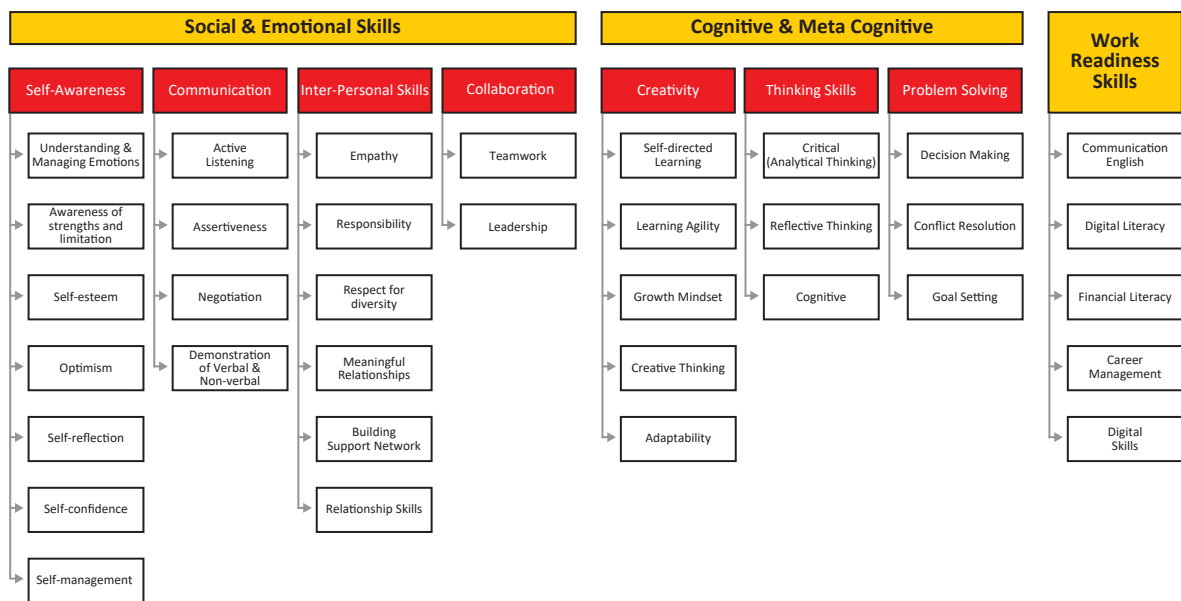 Social & Emotional Skills
Cognitive & Meta Cognitive
Work
Readiness
Skills
Self-Awareness
Communication
Inter-Personal Skills
Collaboration
Creativity
Thinking Skills
Problem Solving
Understanding &
Managing Emotions
Awareness of
strengths and
limitation
Self-esteem
Optimism
Self-reflection
Self-confidence
Self-management
Active
Listening
Assertiveness
Negotiation
Demonstration
of Verbal &
Non-verbal
Empathy
Responsibility
Respect for
diversity
Meaningful
Relationships
Building
Support Network
Relationship Skills
Teamwork
Leadership
Self-directed
Learning
Learning Agility
Growth Mindset
Creative Thinking
Adaptability
Critical
(Analytical Thinking)
Reflective Thinking
Cognitive
Decision Making
Conflict Resolution
Goal Setting
Communication
English
Digital Literacy
Financial Literacy
Career
Management
Digital
Skills